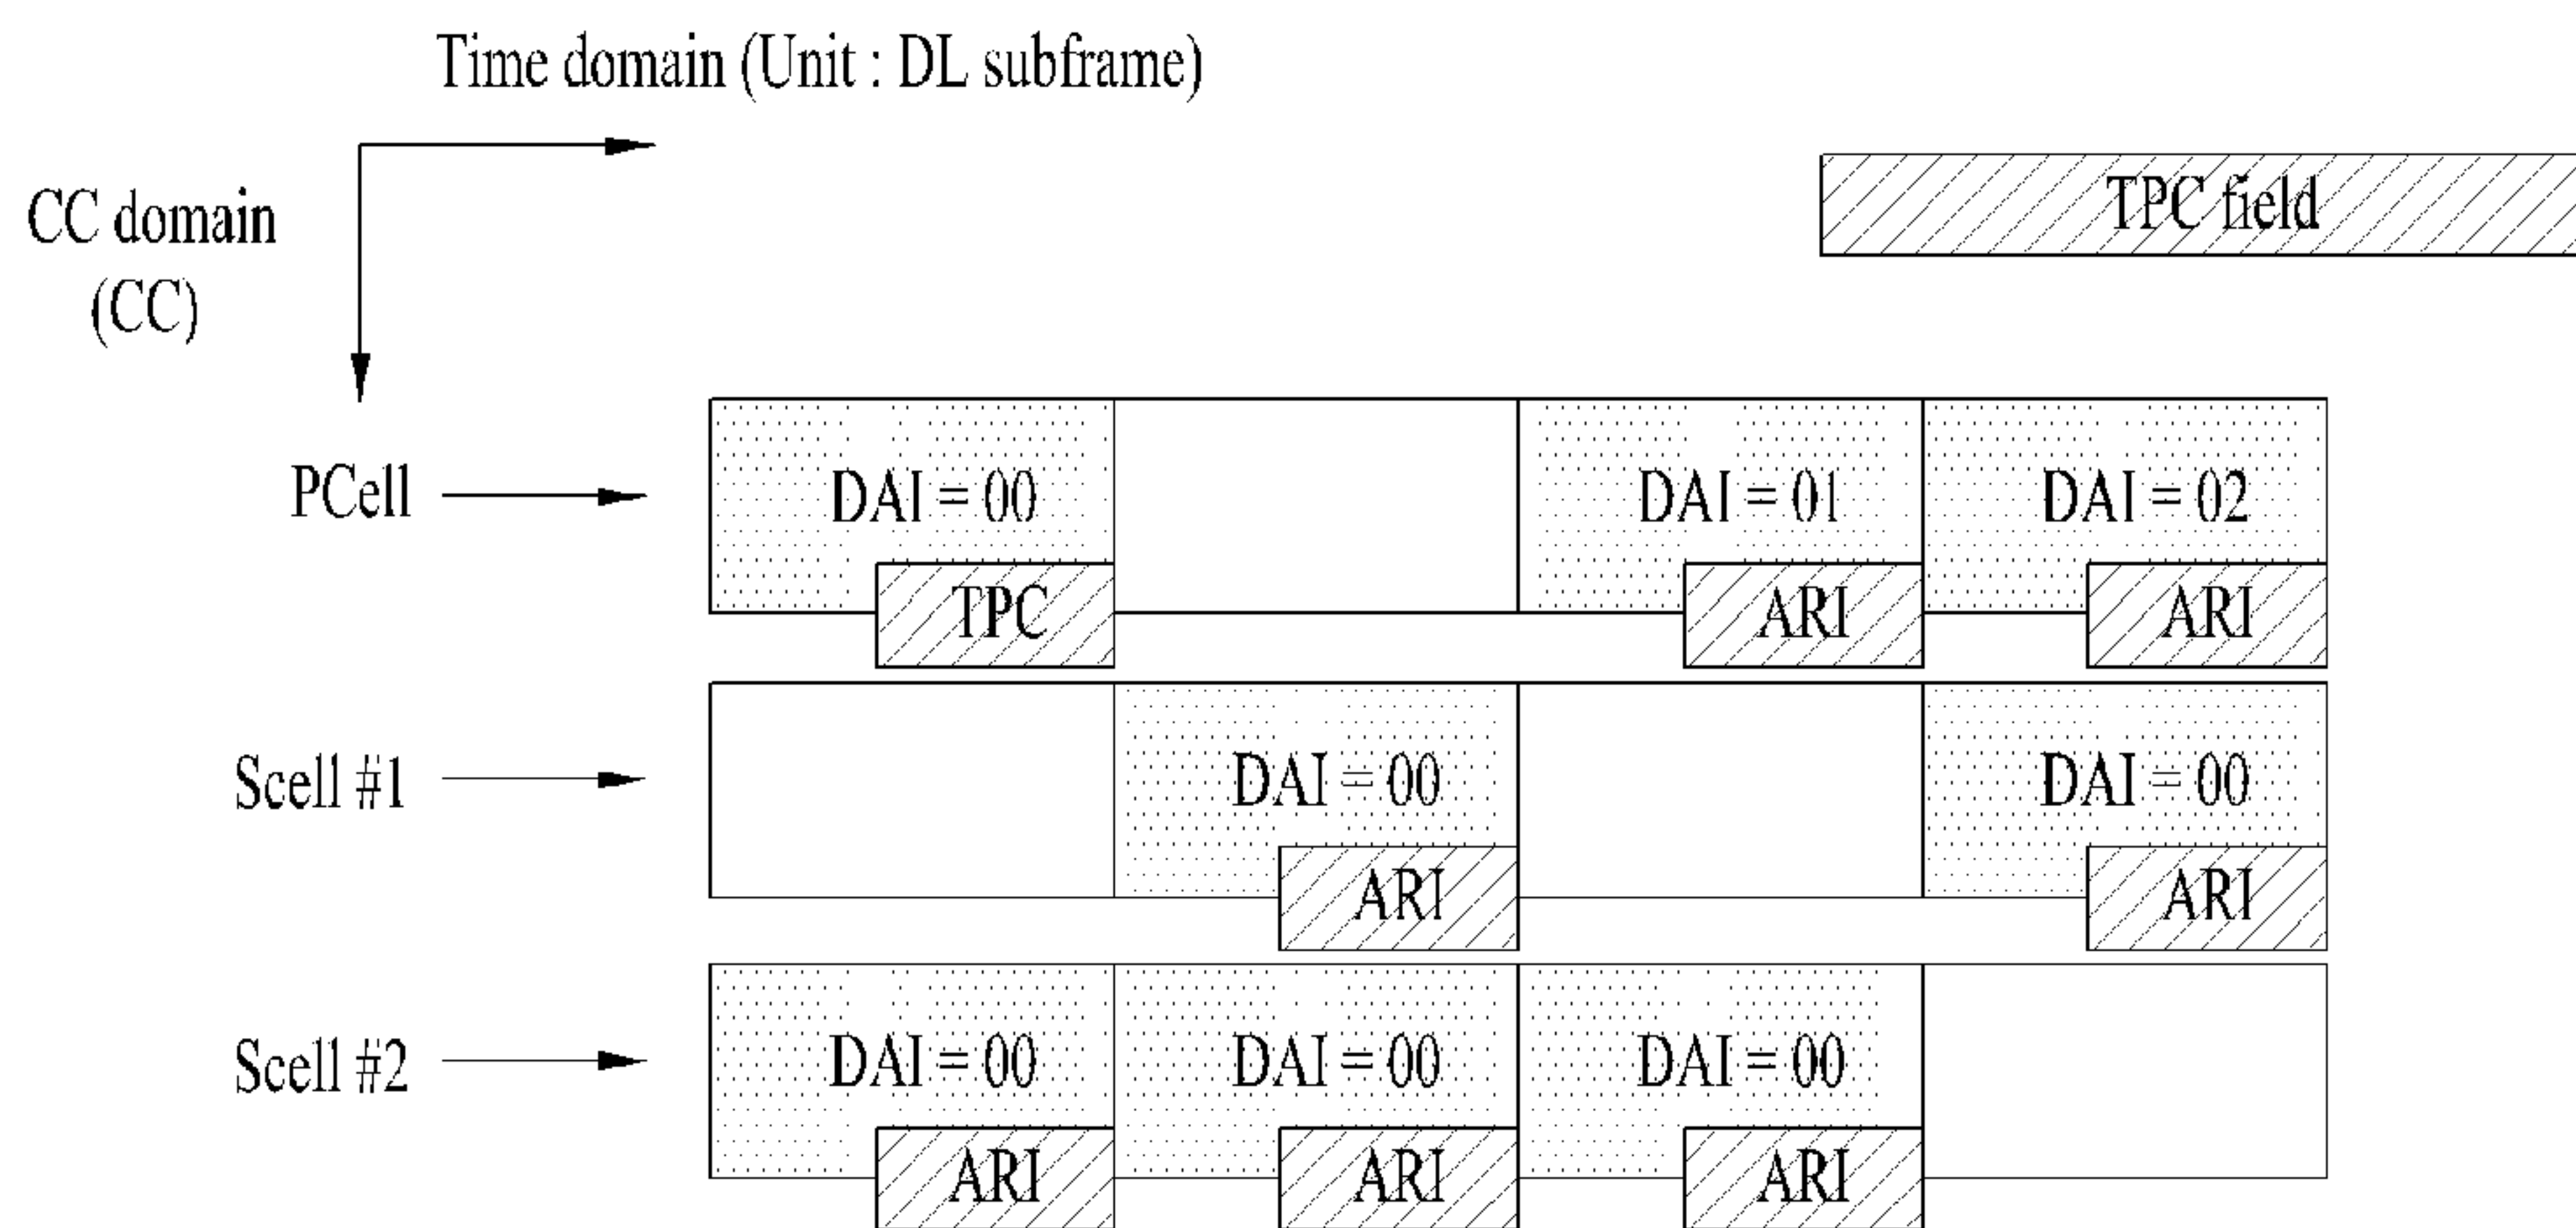 Time domain (Unit : DL subframe)
TPC field
CC domain
(CC)
PCell
DAI = 00
DAI = 01
DAI = 02
TPC
ARI
ARI
Scell #1
DAI = 00
DAI = 00
ARI
ARI
Scell #2
DAI = 00
DAI = 00
DAI = 00
ARI
ARI
ARI